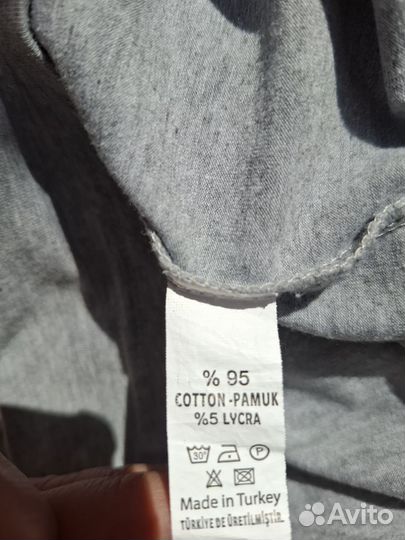 % 95
COTTON-PAMUK
%5 LYCRA
30°
P
Made in Turkey
TÜRKİYE DE ÜRETİLMİŞTİR.
Avito